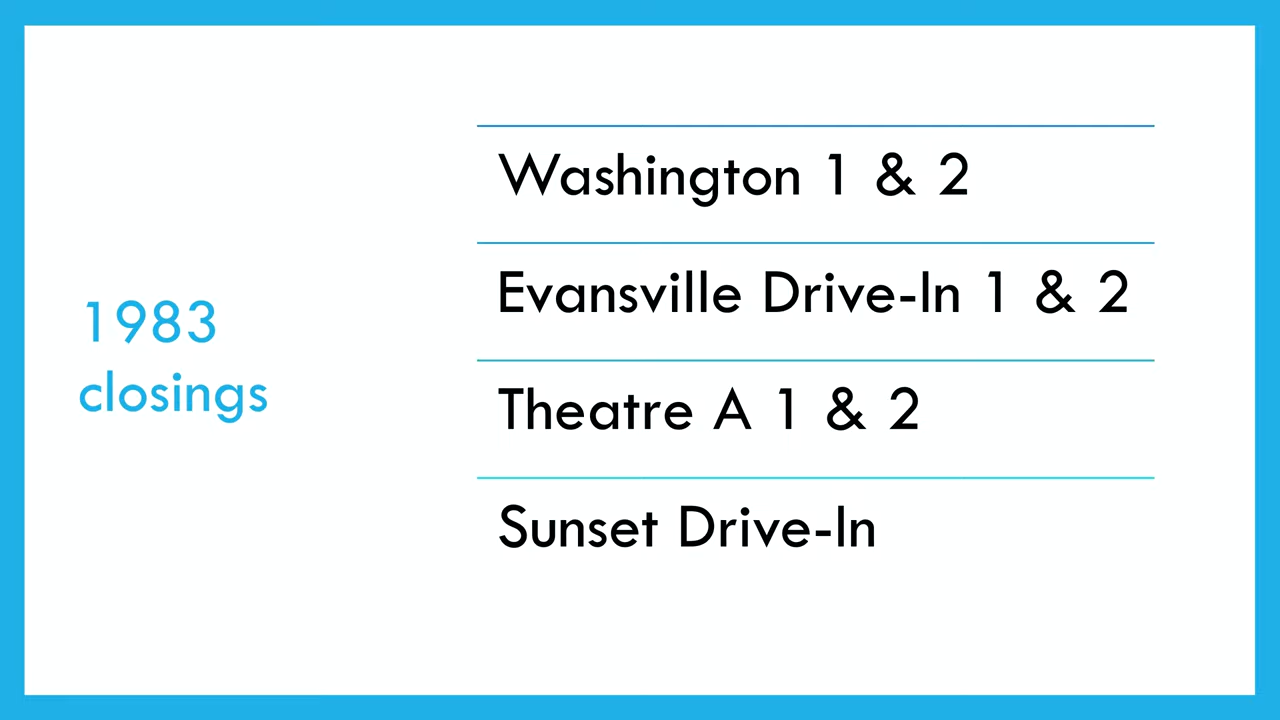 1983
closings
Washington 1 & 2
Evansville Drive-In 1 & 2
Theatre A 1 & 2
Sunset Drive-In